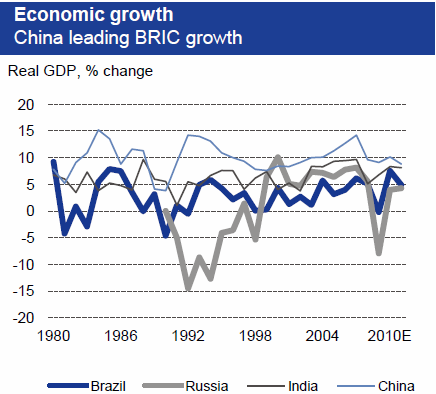 Economic growth
China leading BRIC growth
Real GDP, % change
20
15
10
5
0
-5
-10
-15
-20
1980 1986 1992 1998 2004 2010E
Brazil Russia India China